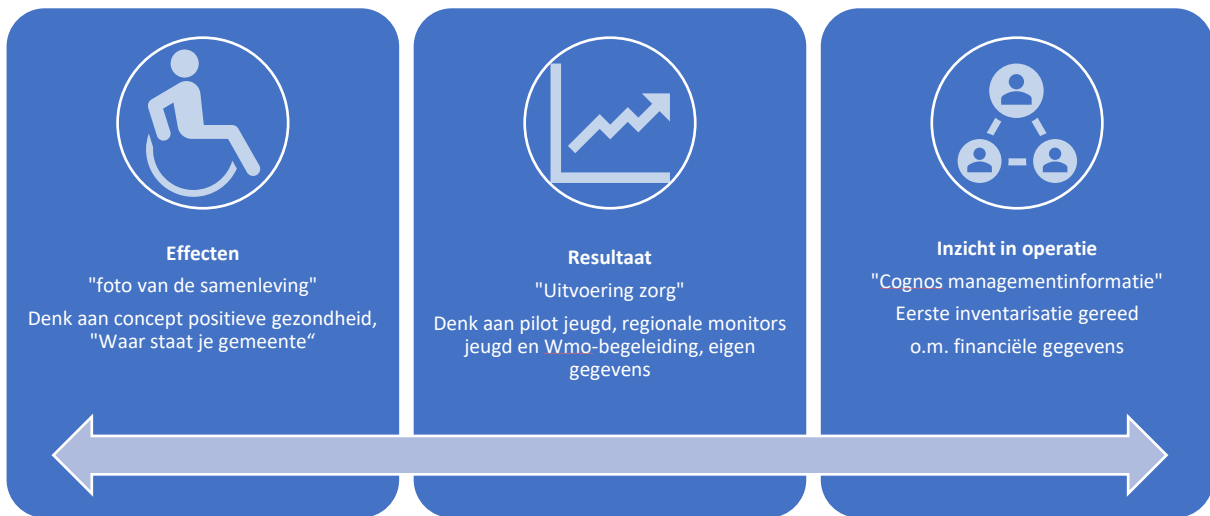 Effecten
"foto van de samenleving"
Denk aan concept positieve gezondheid,
"Waar staat je gemeente“
Resultaat
"Uitvoering zorg"
Denk aan pilot jeugd, regionale monitors
jeugd en Wmo-begeleiding, eigen
gegevens
Inzicht in operatie
"Cognos managementinformatie"
Eerste inventarisatie gereed
o.m. financiële gegevens